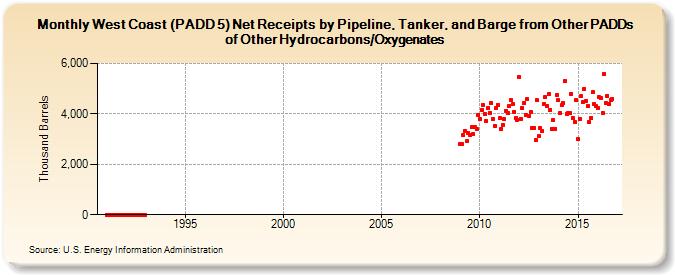 Monthly West Coast (PADD 5) Net Receipts by Pipeline, Tanker, and Barge from Other PADDs
of Other Hydrocarbons/Oxygenates
6,000
4,000
2,000
0
Thousand Barrels
1995
2000
2005
2010
2015
Source: U.S. Energy Information Administration